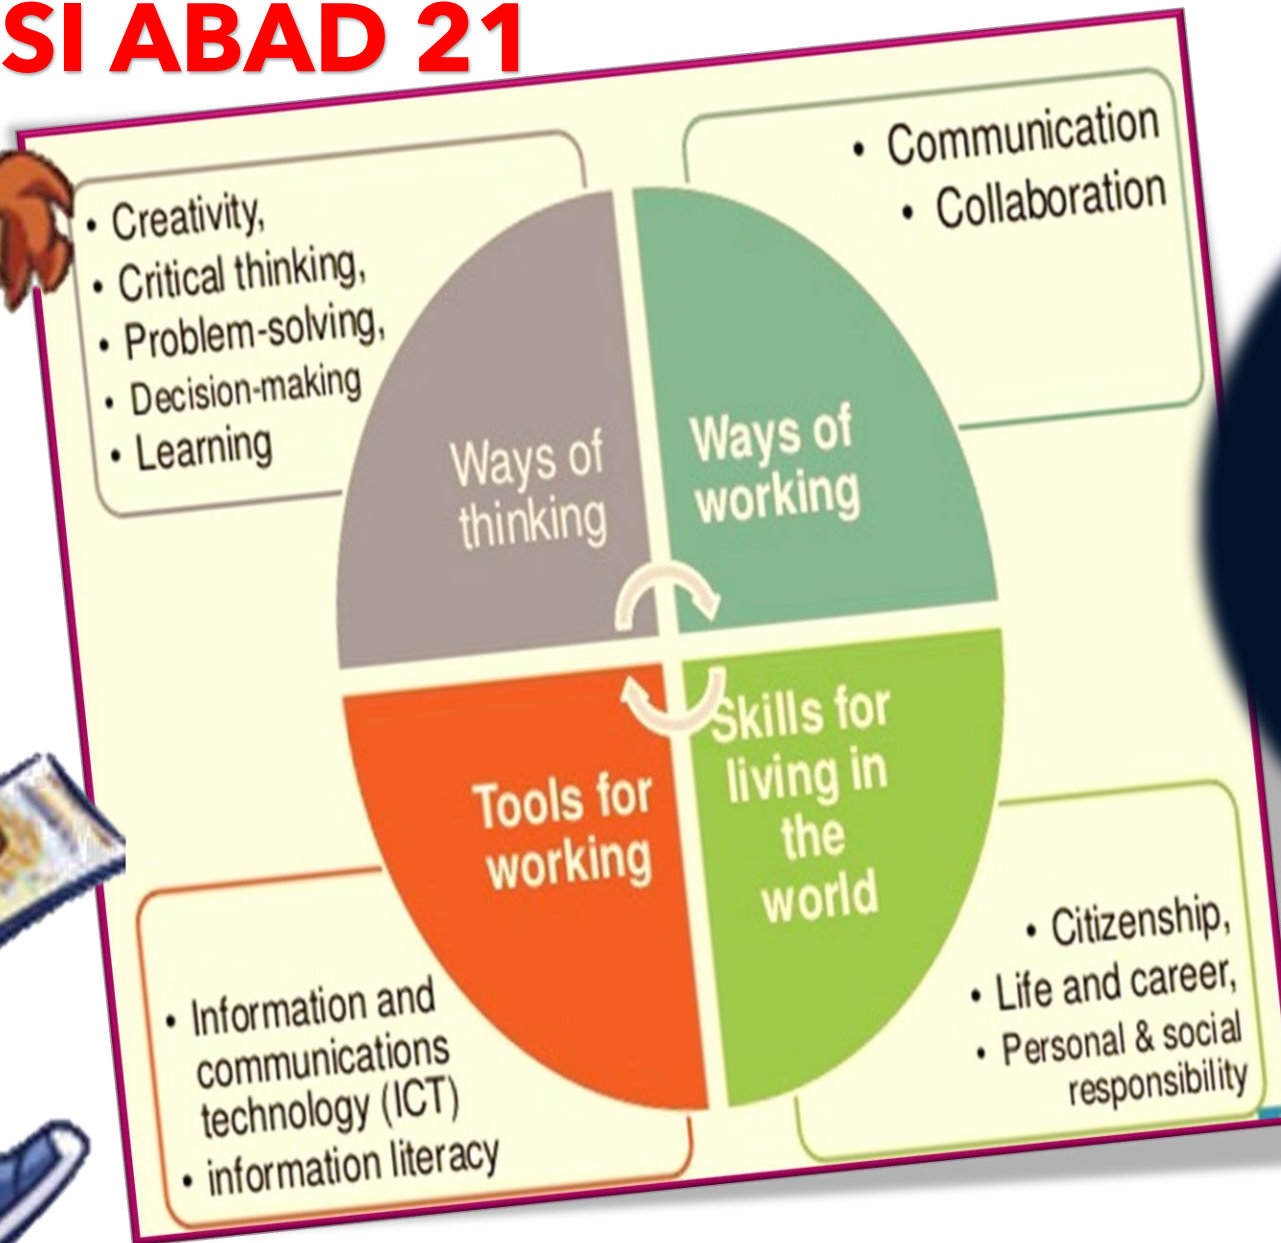 SI ABAD 21
• Creativity,
• Critical thinking,
• Problem-solving,
• Decision-making
• Learning
• Communication
• Collaboration
Ways of
thinking
Ways of
working
Tools for
working
Skills for
living in
the
world
• Information and
communications
technology (ICT)
• information literacy
• Citizenship,
• Life and career,
• Personal & social
responsibility